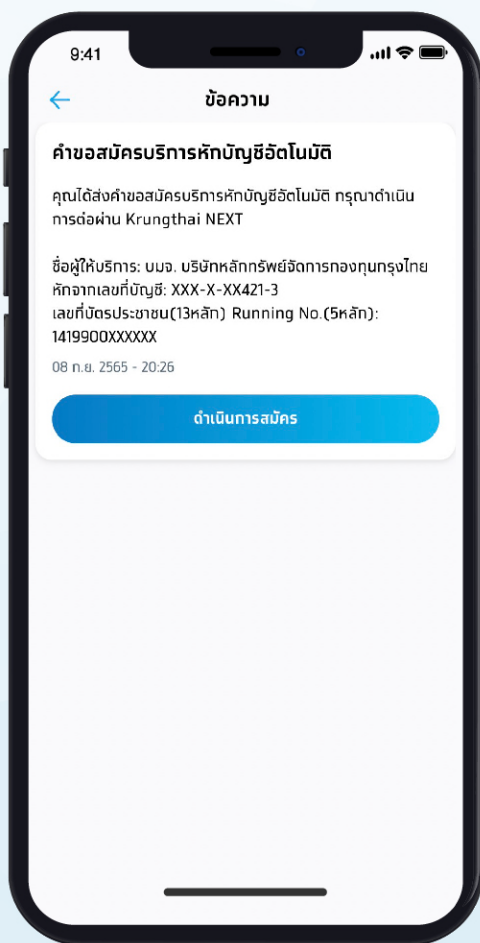 9:41
ข้อความ
คำขอสมัครบริการหักบัญชีอัตโนมัติ
คุณได้ส่งคำขอสมัครบริการหักบัญชีอัตโนมัติ กรุณาดำเนิน
การต่อผ่าน Krungthai NEXT
ชื่อผู้ให้บริการ: บมจ. บริษัทหลักทรัพย์จัดการกองทุนกรุงไทย
หักจากเลขที่บัญชี: XXX-X-XX421-3
เลขที่บัตรประชาชน(13หลัก) Running No.(5หลัก):
1419900XXXXXX
08 ก.ย. 2565 - 20:26
ดำเนินการสมัคร